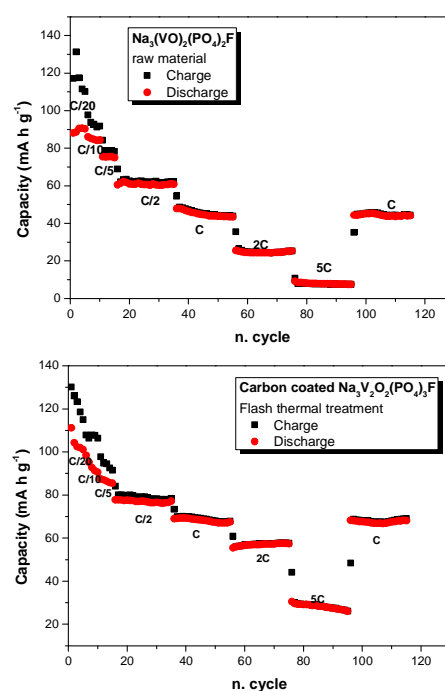 Na3(VO)2(PO4)2F
raw material
Charge
Discharge
C/20
C/10
C/5
C/2
C
2C
5C
C
Capacity (mA h g-1)
140
120
100
80
60
40
20
0
0 20 40 60 80 100 120
n. cycle
Carbon coated Na3V2O2(PO4)3F
Flash thermal treatment
Charge
Discharge
C/20
C/10
C/5
C/2
C
2C
5C
C
Capacity (mA h g-1)
140
120
100
80
60
40
20
0 20 40 60 80 100 120
n. cycle